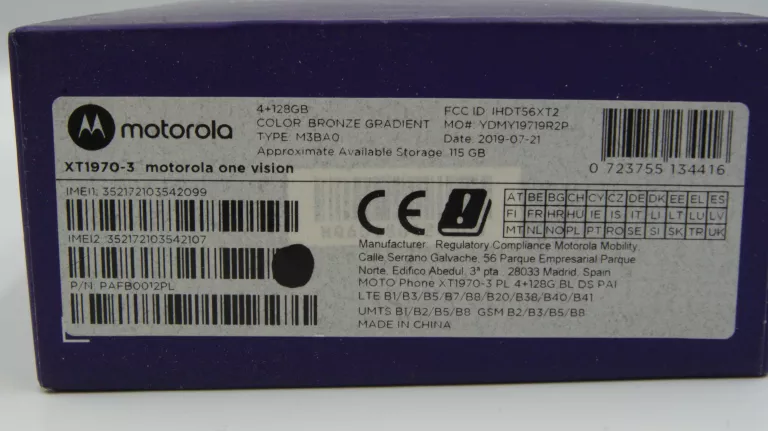 motorola
4+128GB
COLOR: BRONZE GRADIENT
TYPE: M3BA0
Approximate Available Storage: 115 GB
FCC ID: IHDT56XT2
MO#: YDMY19719R2P
Date: 2019-07-21
0 723755 134416
XT1970-3 motorola one vision
IMEI1: 352172103542099
IMEI2 352172103542107
P/N: PAFB0012PL
CE
AT BE BG CH CY CZ DE DK EE EL ES
FI FR HR HU IE IS IT LI LT LU LV
MT NL NO PL PT RO SE SI SK TR UK
Manufacturer: Regulatory Compliance Motorola Mobility,
Calle Serrano Galvache, 56 Parque Empresarial Parque
Norte, Edifico Abedul, 3ª pta. 28033 Madrid, Spain
MOTO Phone XT1970-3 PL 4+128G BL DS PA1
LTE B1/B3/B5/B7/B8/B20/B38/B40/B41
UMTS B1/B2/B5/B8 GSM B2/B3/B5/B8
MADE IN CHINA